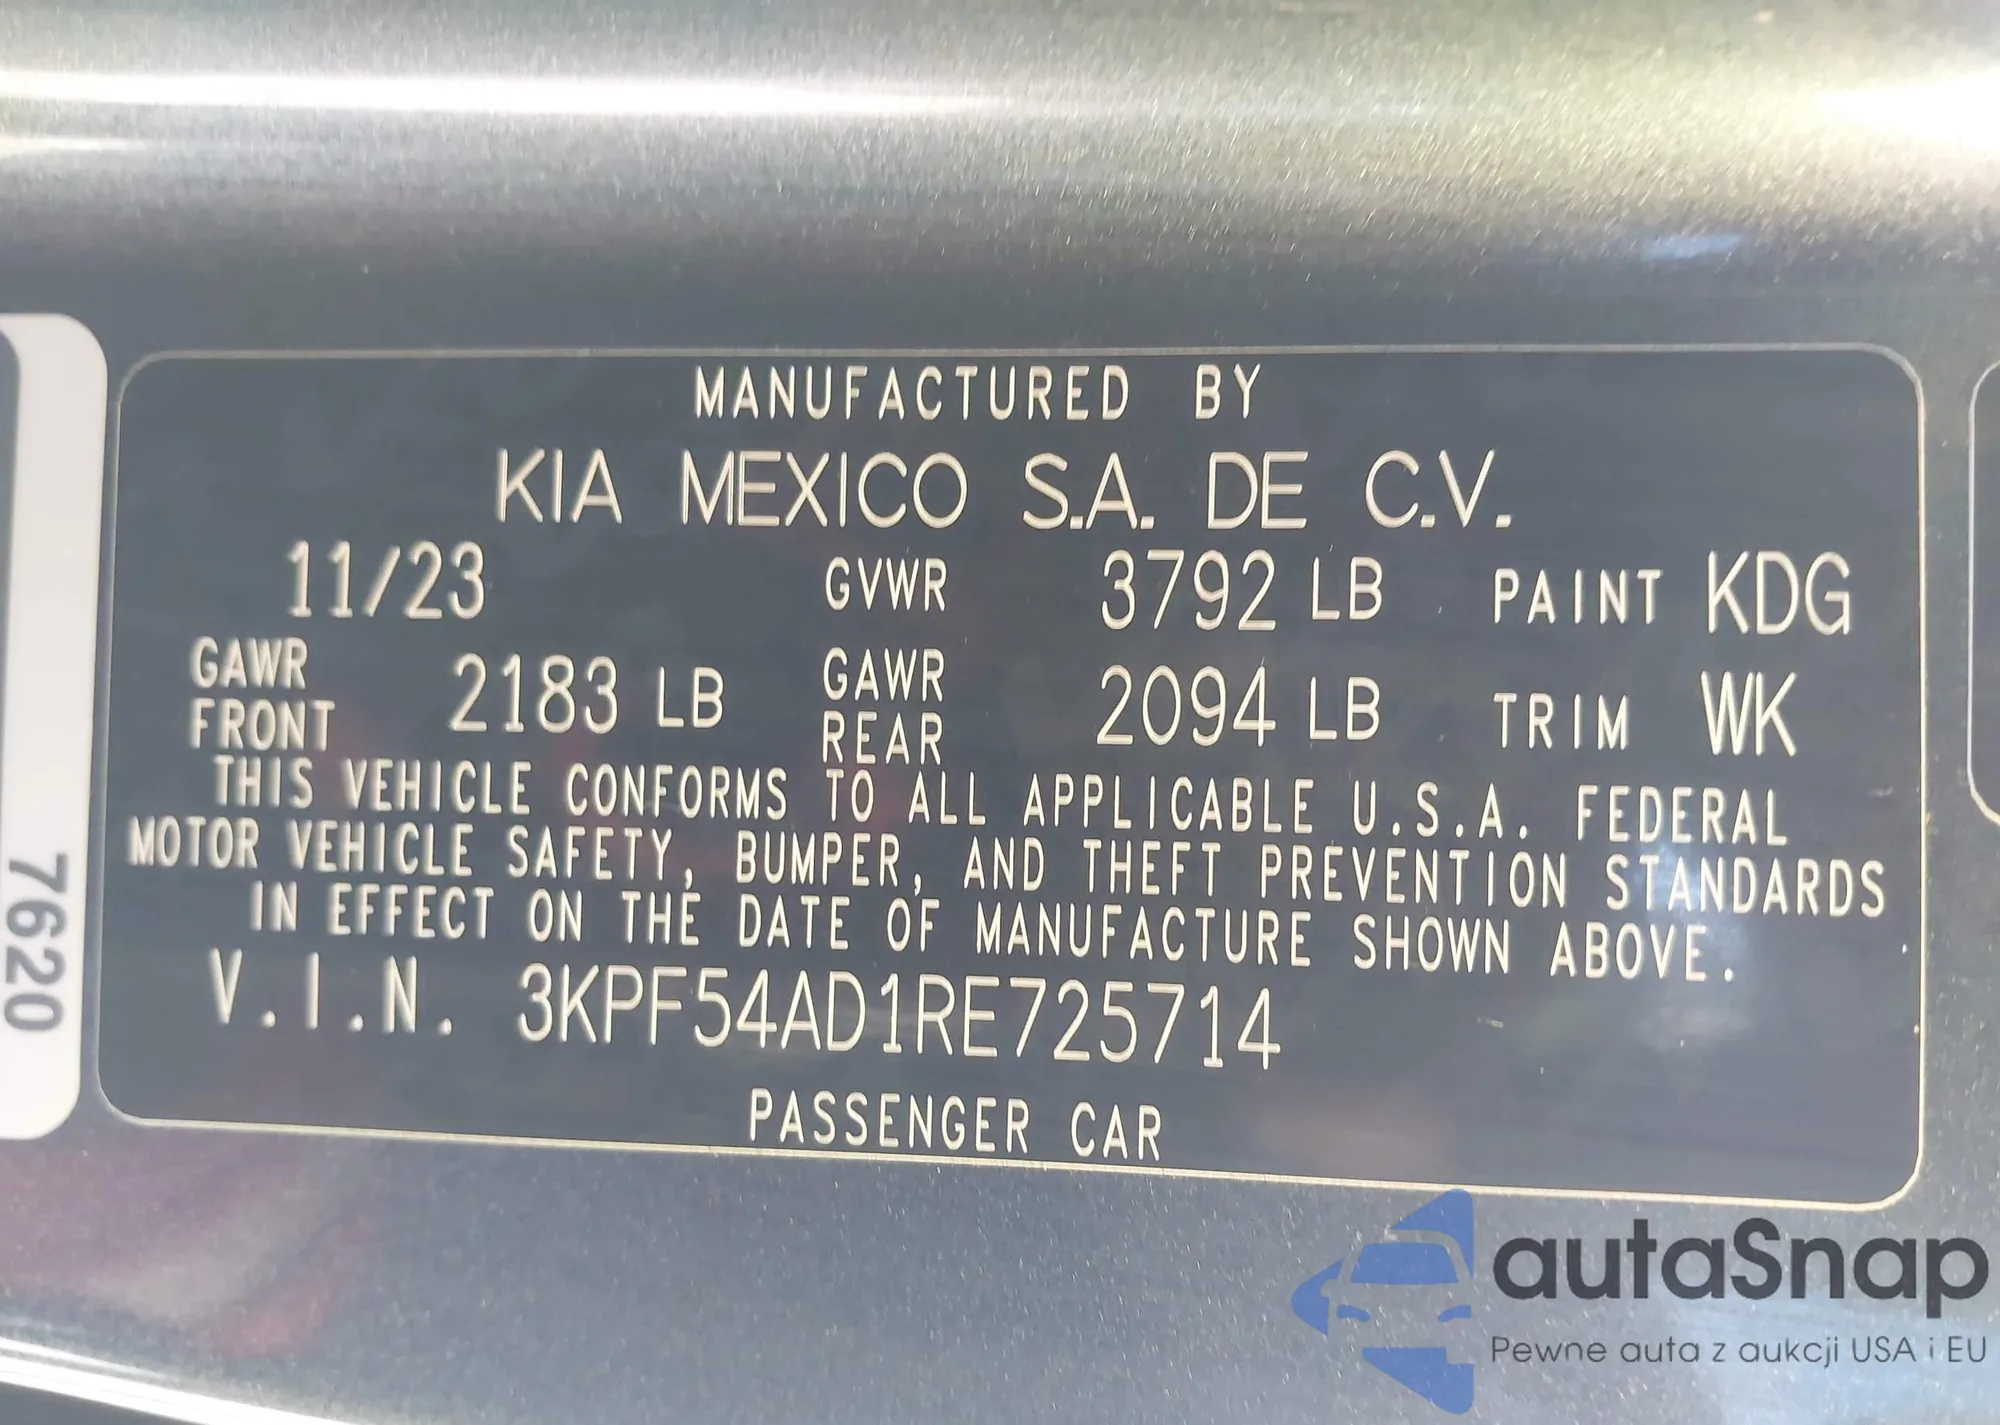 MANUFACTURED BY
KIA MEXICO S.A. DE C.V.
11/23 GVWR 3792 LB PAINT KDG
GAWR FRONT 2183 LB GAWR REAR 2094 LB TRIM WK
THIS VEHICLE CONFORMS TO ALL APPLICABLE U.S.A. FEDERAL
MOTOR VEHICLE SAFETY, BUMPER, AND THEFT PREVENTION STANDARDS
IN EFFECT ON THE DATE OF MANUFACTURE SHOWN ABOVE.
V.I.N. 3KPF54AD1RE725714
PASSENGER CAR
7620
autaSnap
Pewne auta z aukcji USA i EU